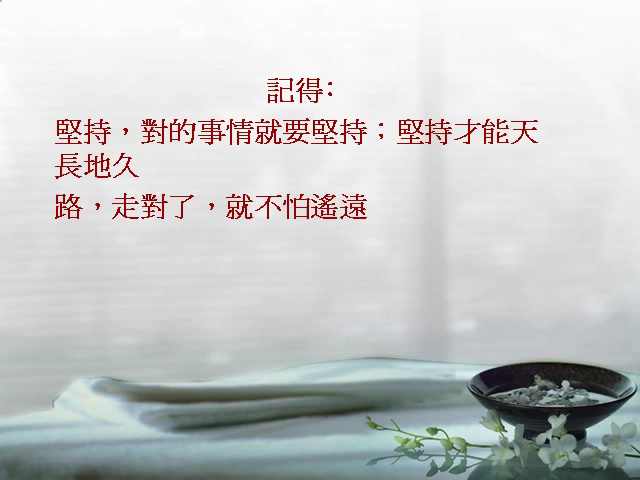 記得:
堅持，對的事情就要堅持；堅持才能天
長地久
路，走對了，就不怕遙遠